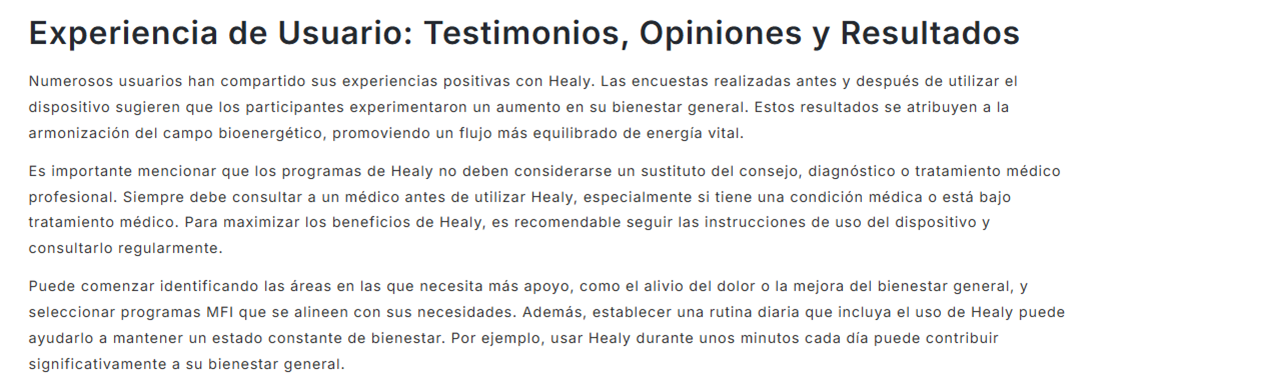 Experiencia de Usuario: Testimonios, Opiniones y Resultados
Numerosos usuarios han compartido sus experiencias positivas con Healy. Las encuestas realizadas antes y después de utilizar el
dispositivo sugieren que los participantes experimentaron un aumento en su bienestar general. Estos resultados se atribuyen a la
armonización del campo bioenergético, promoviendo un flujo más equilibrado de energía vital.
Es importante mencionar que los programas de Healy no deben considerarse un sustituto del consejo, diagnóstico o tratamiento médico
profesional. Siempre debe consultar a un médico antes de utilizar Healy, especialmente si tiene una condición médica o está bajo
tratamiento médico. Para maximizar los beneficios de Healy, es recomendable seguir las instrucciones de uso del dispositivo y
consultarlo regularmente.
Puede comenzar identificando las áreas en las que necesita más apoyo, como el alivio del dolor o la mejora del bienestar general, y
seleccionar programas MFI que se alineen con sus necesidades. Además, establecer una rutina diaria que incluya el uso de Healy puede
ayudarlo a mantener un estado constante de bienestar. Por ejemplo, usar Healy durante unos minutos cada día puede contribuir
significativamente a su bienestar general.